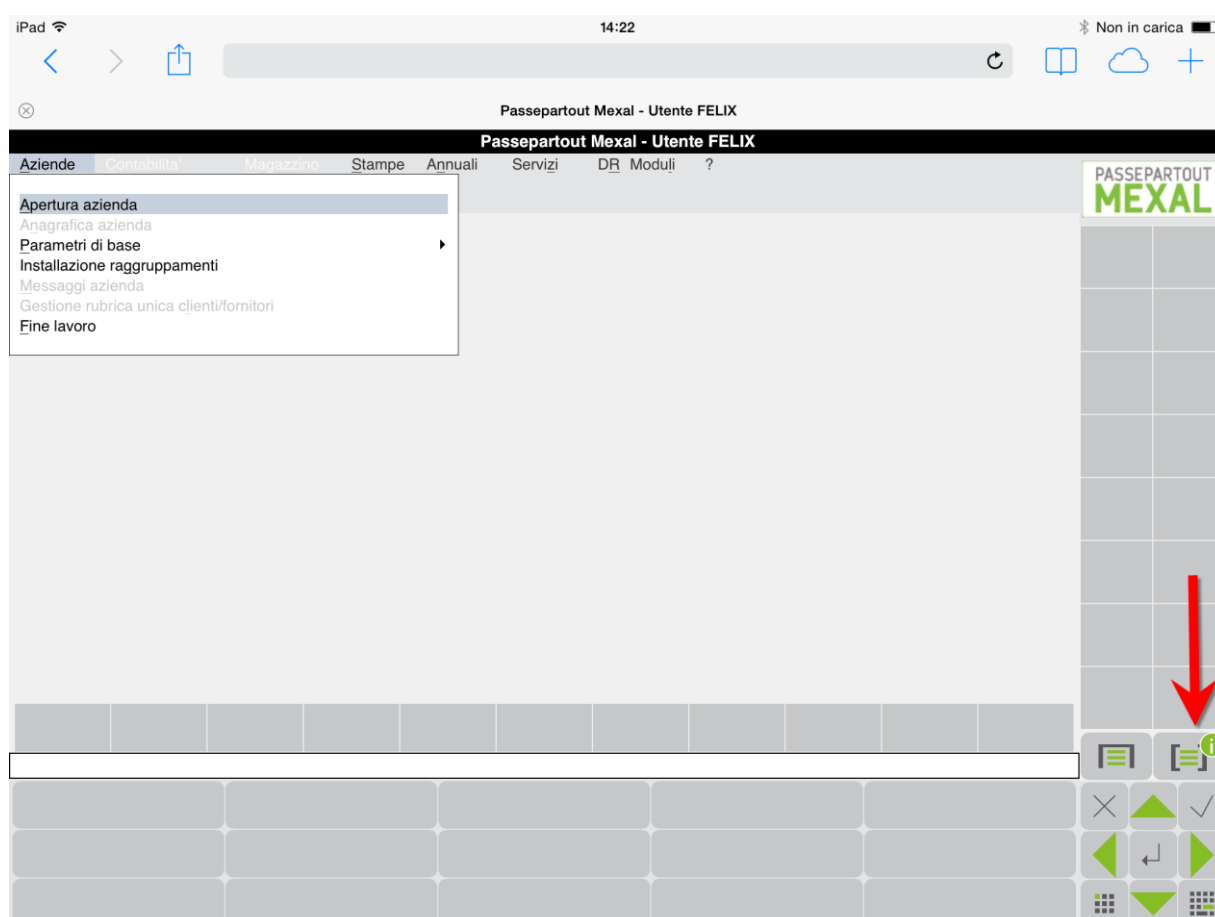 iPad 14:22 Non in carica
Passepartout Mexal - Utente FELIX
Passepartout Mexal - Utente FELIX
Aziende Contabilita' Magazzino Stampe Annuali Servizi DR Moduli ?
PASSEPARTOUT
MEXAL
Apertura azienda
Anagrafica azienda
Parametri di base
Installazione raggruppamenti
Messaggi azienda
Gestione rubrica unica clienti/fornitori
Fine lavoro
i